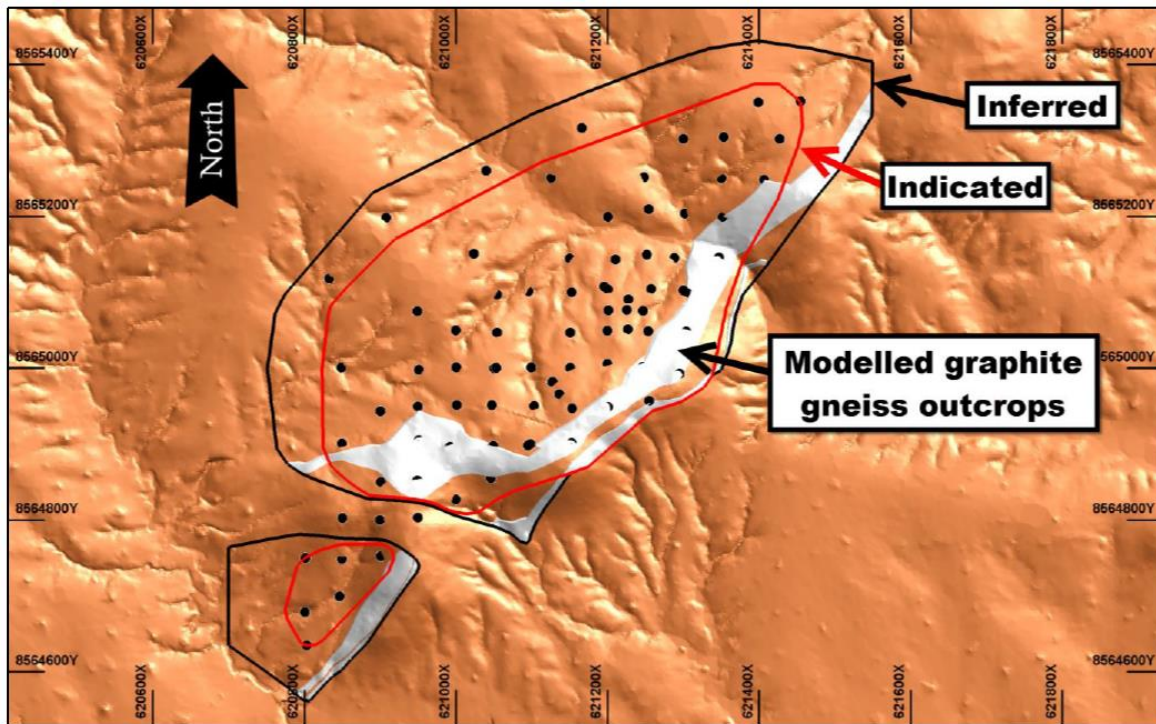 620600X
620800X
621000X
621200X
621400X
621600X
621800X
8565400Y
8565400Y
North
Inferred
Indicated
8565200Y
8565200Y
8565000Y
565000Y
Modelled graphite
gneiss outcrops
8564800Y
8564800Y
8564600Y
8564600Y
620600X
620800X
621000X
621200X
621400X
621600X
621800X